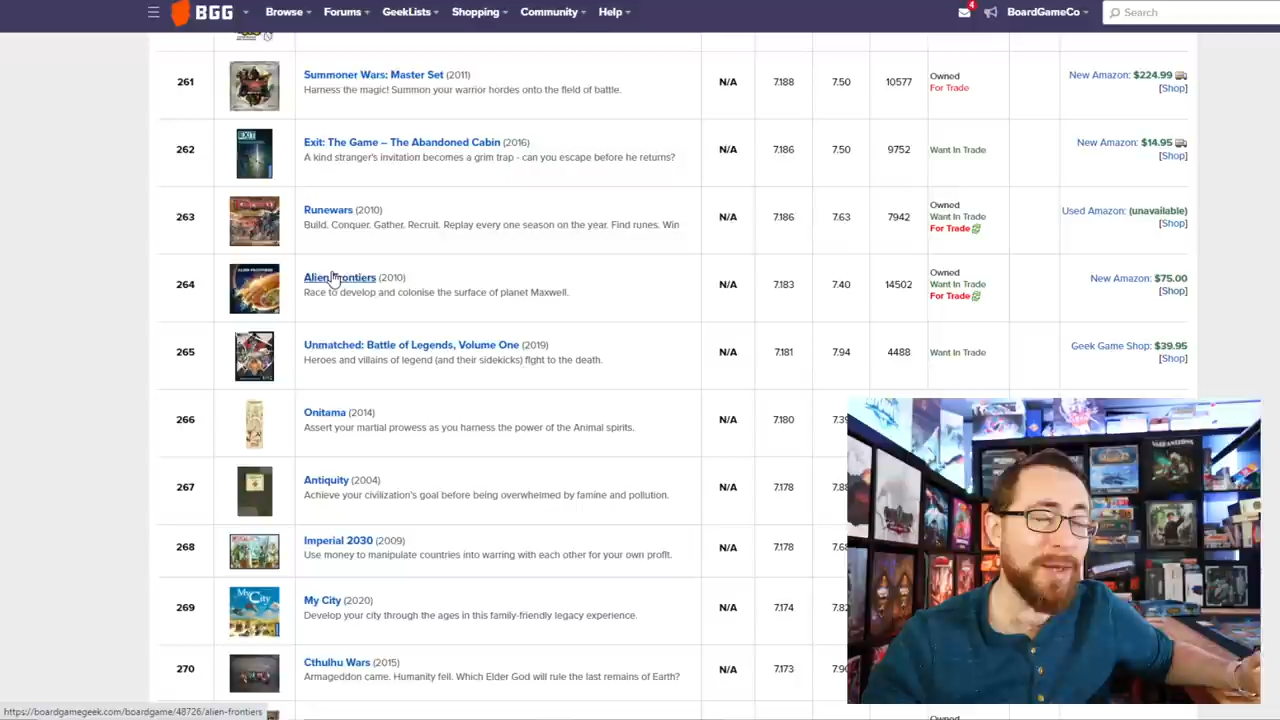 BGG Browse Forums GeekLists Shopping Community Help 4 BoardGameCo Search
261 Summoner Wars: Master Set (2011) N/A 7.188 7.50 10577 Owned New Amazon: $224.99
Harness the magic! Summon your warrior hordes onto the field of battle. For Trade [Shop]
262 Exit: The Game – The Abandoned Cabin (2016) N/A 7.186 7.50 9752 Want In Trade New Amazon: $14.95
A kind stranger's invitation becomes a grim trap - can you escape before he returns? [Shop]
263 Runewars (2010) N/A 7.186 7.63 7942 Owned Used Amazon: (unavailable)
Build. Conquer. Gather. Recruit. Replay every one season on the year. Find runes. Win Want In Trade [Shop]
For Trade
264 Alien Frontiers (2010) N/A 7.183 7.40 14502 Owned New Amazon: $75.00
Race to develop and colonise the surface of planet Maxwell. Want In Trade [Shop]
For Trade
265 Unmatched: Battle of Legends, Volume One (2019) N/A 7.181 7.94 4488 Want In Trade Geek Game Shop: $39.95
Heroes and villains of legend (and their sidekicks) fight to the death. [Shop]
266 Onitama (2014) N/A 7.180
Assert your martial prowess as you harness the power of the Animal spirits.
267 Antiquity (2004) N/A 7.178
Achieve your civilization's goal before being overwhelmed by famine and pollution.
268 Imperial 2030 (2009) N/A 7.178
Use money to manipulate countries into warring with each other for your own profit.
269 My City (2020) N/A 7.174
Develop your city through the ages in this family-friendly legacy experience.
270 Cthulhu Wars (2015) N/A 7.173
Armageddon came. Humanity fell. Which Elder God will rule the last remains of Earth?
https://boardgamegeek.com/boardgame/48726/alien-frontiers